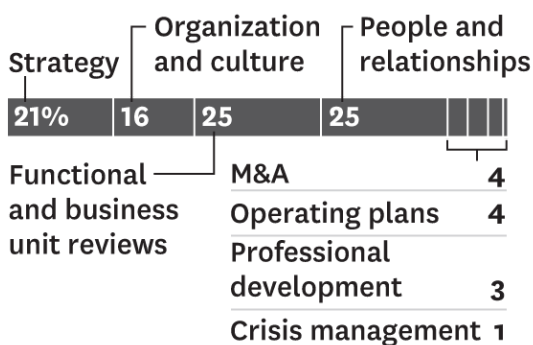 Strategy
Organization
and culture
People and
relationships
21% 16 25 25
Functional
and business
unit reviews
M&A 4
Operating plans 4
Professional
development 3
Crisis management 1